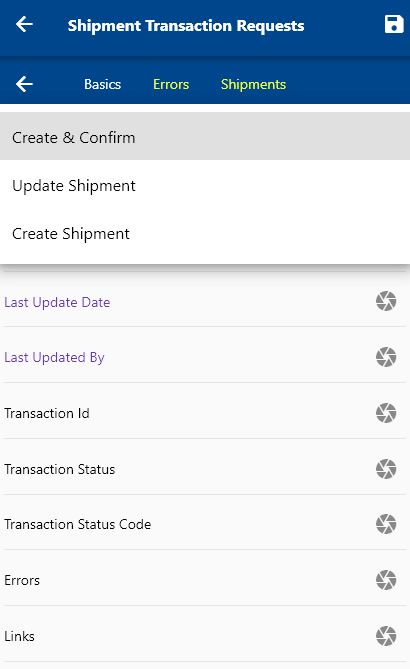 Shipment Transaction Requests
Basics Errors Shipments
Create & Confirm
Update Shipment
Create Shipment
Last Update Date
Last Updated By
Transaction Id
Transaction Status
Transaction Status Code
Errors
Links